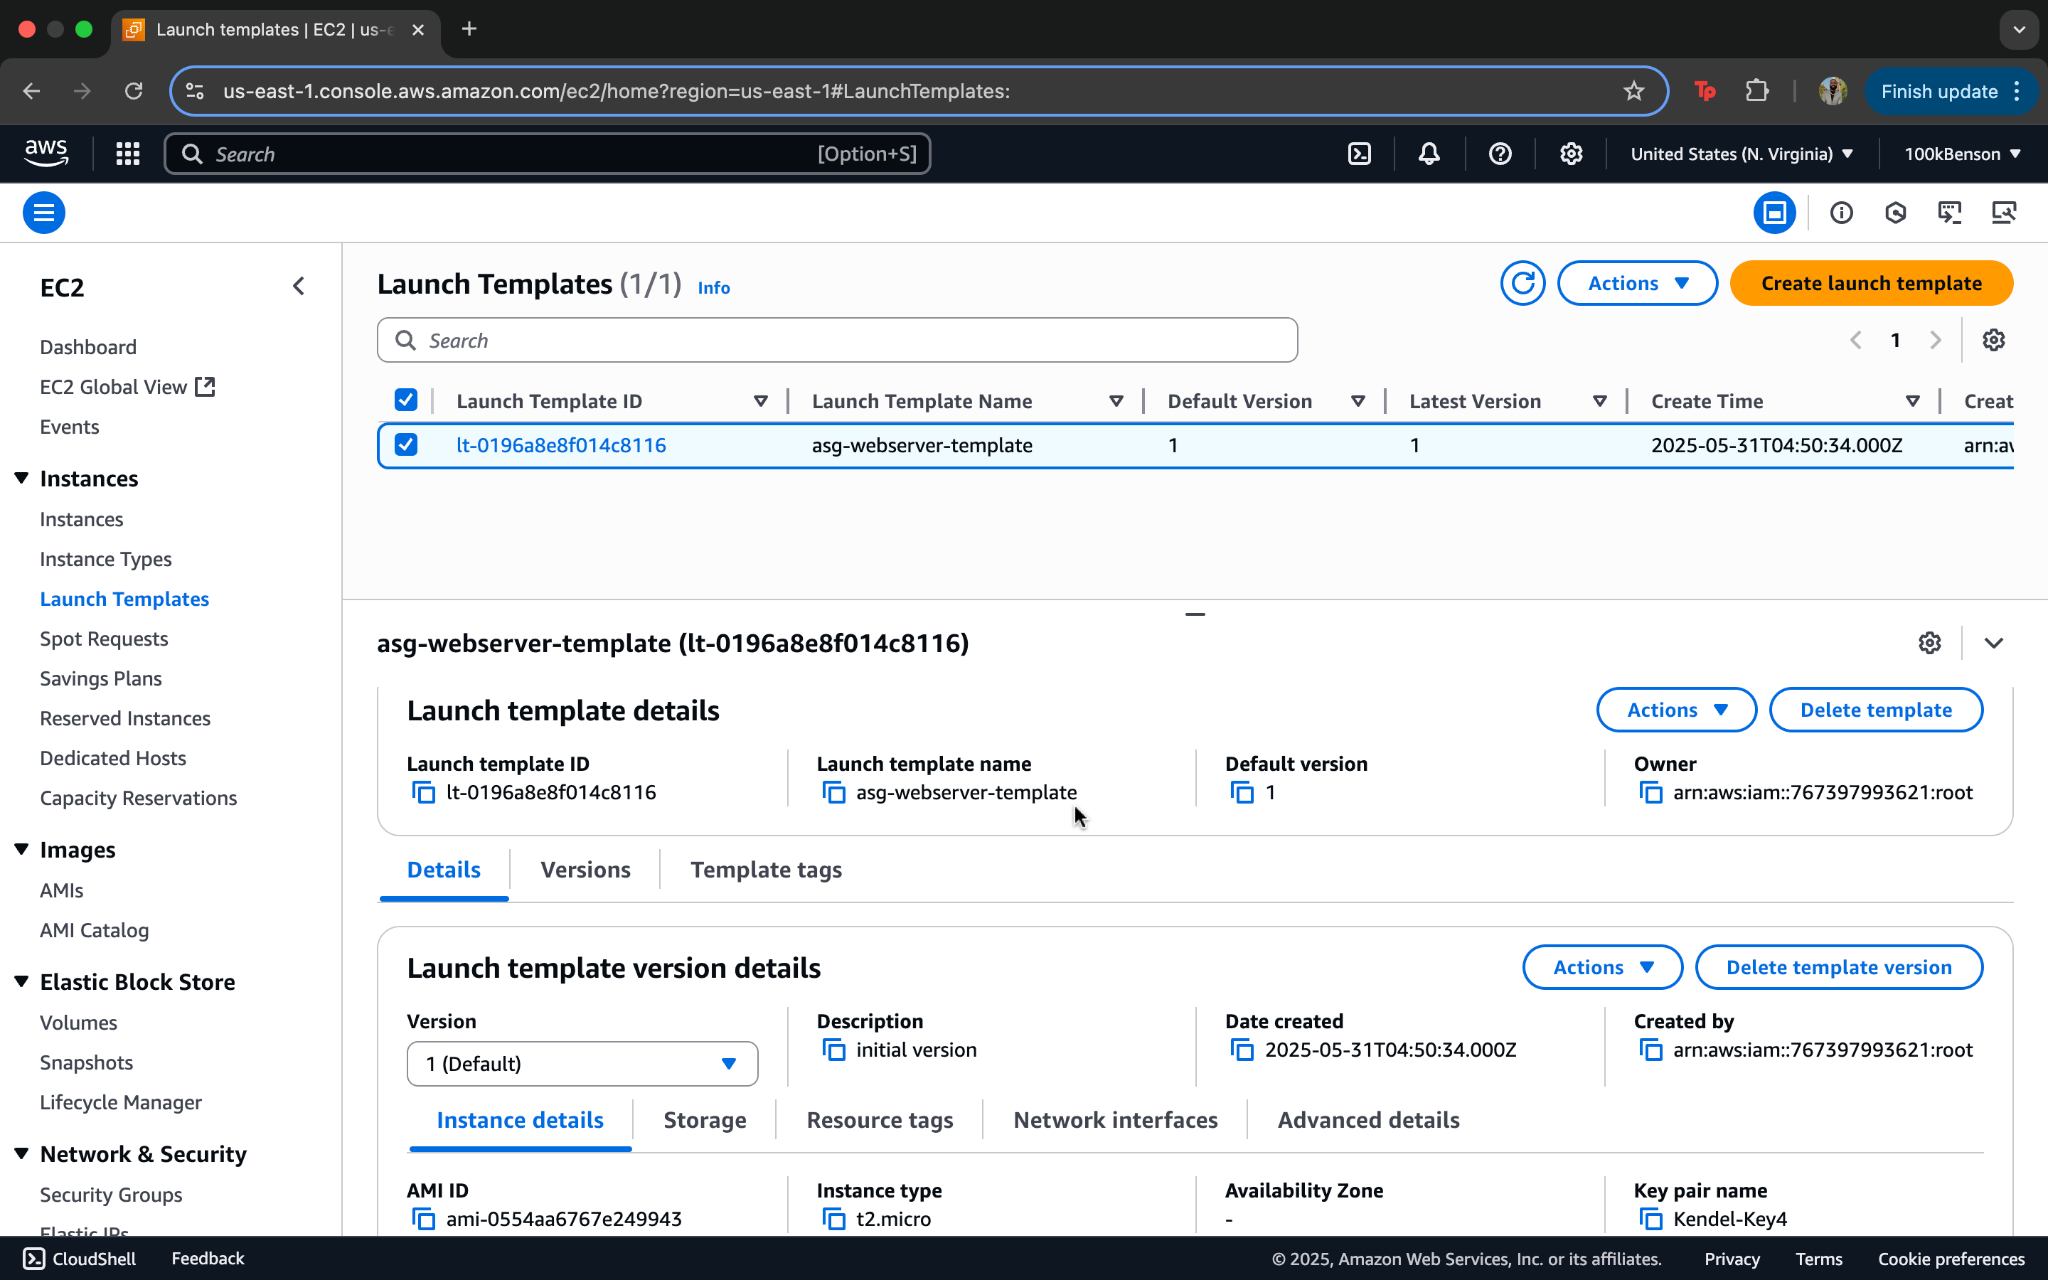 Launch templates | EC2 | us-e
us-east-1.console.aws.amazon.com/ec2/home?region=us-east-1#LaunchTemplates:
Tp
Finish update
aws
Search
[Option+S]
United States (N. Virginia)
100kBenson
EC2
Dashboard
EC2 Global View
Events
Instances
Instances
Instance Types
Launch Templates
Spot Requests
Savings Plans
Reserved Instances
Dedicated Hosts
Capacity Reservations
Images
AMIs
AMI Catalog
Elastic Block Store
Volumes
Snapshots
Lifecycle Manager
Network & Security
Security Groups
Elastic IPs
Launch Templates (1/1) Info
Actions
Create launch template
Search
1
Launch Template ID
Launch Template Name
Default Version
Latest Version
Create Time
Creat
lt-0196a8e8f014c8116
asg-webserver-template
1
1
2025-05-31T04:50:34.000Z
arn:aw
asg-webserver-template (lt-0196a8e8f014c8116)
Launch template details
Actions
Delete template
Launch template ID
lt-0196a8e8f014c8116
Launch template name
asg-webserver-template
Default version
1
Owner
arn:aws:iam::767397993621:root
Details
Versions
Template tags
Launch template version details
Actions
Delete template version
Version
1 (Default)
Description
initial version
Date created
2025-05-31T04:50:34.000Z
Created by
arn:aws:iam::767397993621:root
Instance details
Storage
Resource tags
Network interfaces
Advanced details
AMI ID
ami-0554aa6767e249943
Instance type
t2.micro
Availability Zone
-
Key pair name
Kendel-Key4
CloudShell
Feedback
© 2025, Amazon Web Services, Inc. or its affiliates.
Privacy
Terms
Cookie preferences